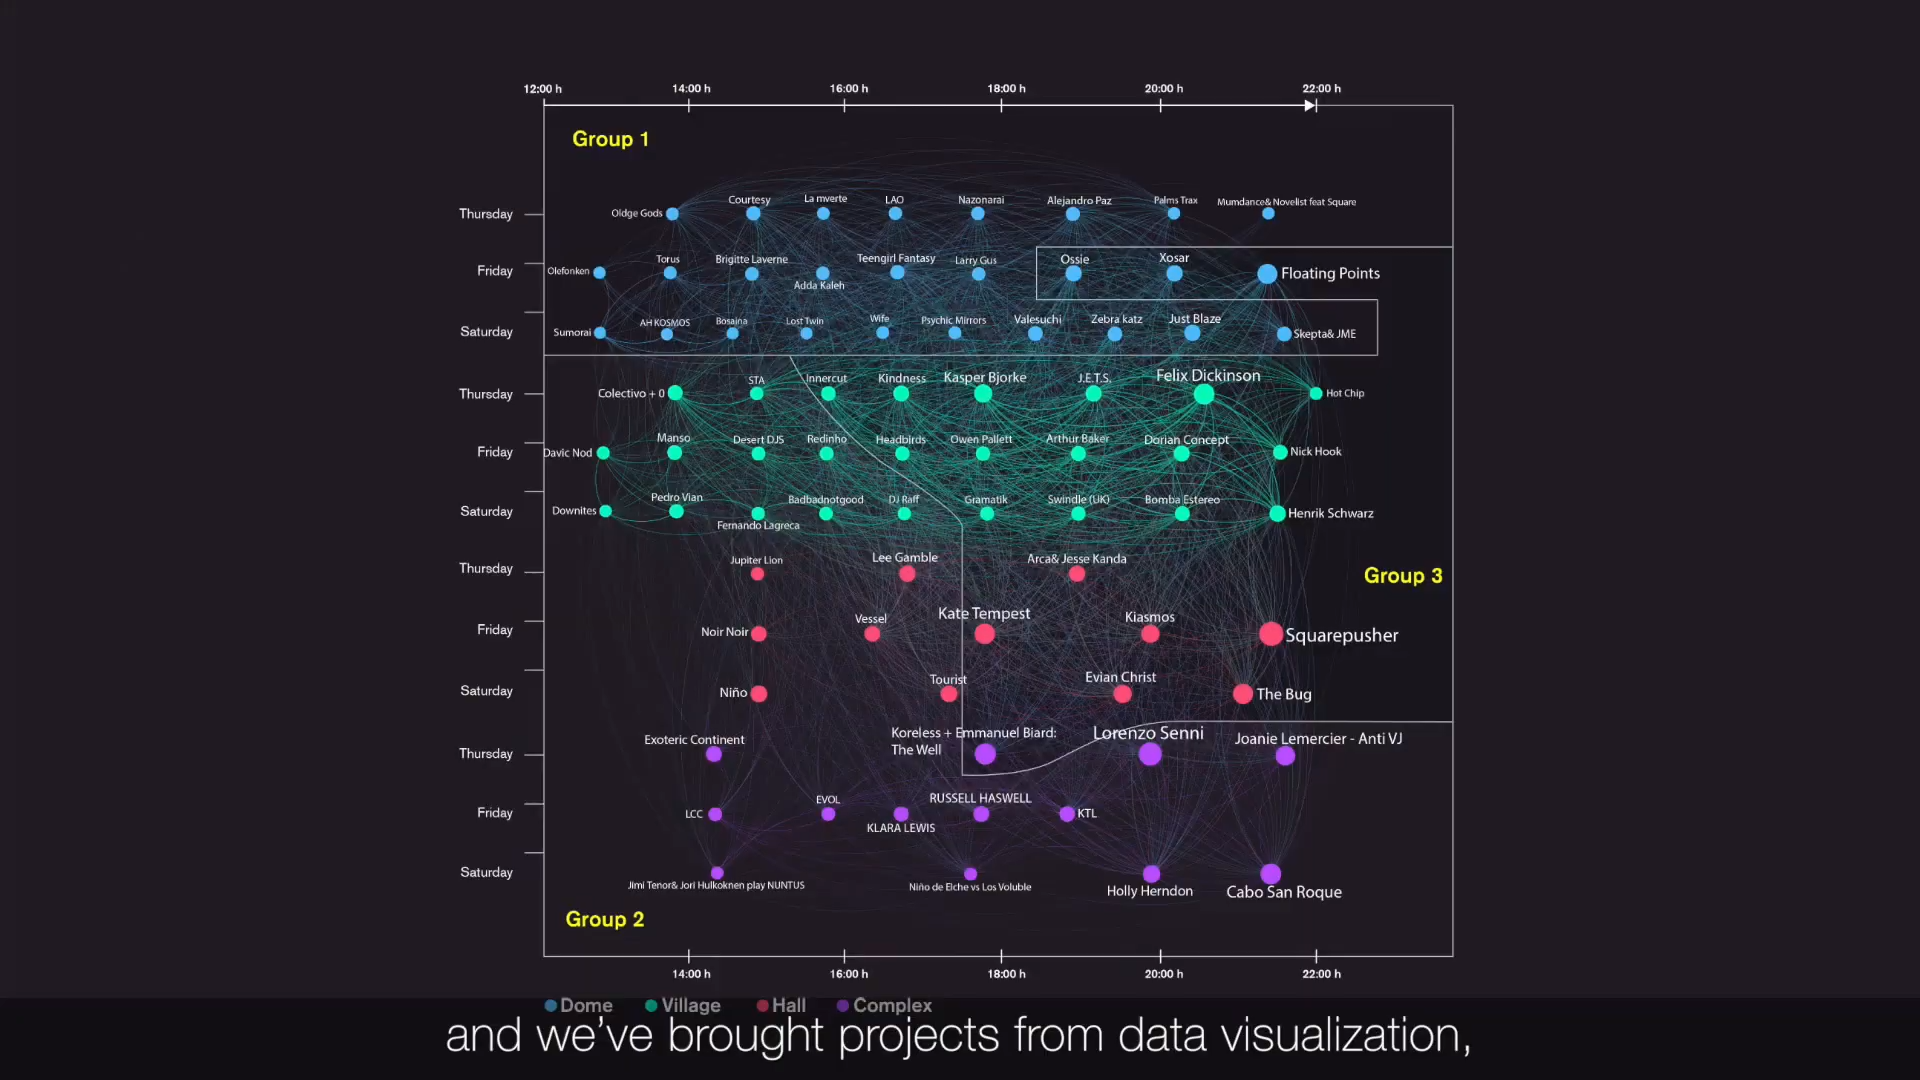 12:00 h 14:00 h 16:00 h 18:00 h 20:00 h 22:00 h
Group 1
Thursday Oldge Gods Courtesy La mverte LAO Nazonarai Alejandro Paz Palms Trax Mumdance& Novelist feat Square
Friday Olefonken Torus Brigitte Laverne Adda Kaleh Teengirl Fantasy Larry Gus Ossie Xosar Floating Points
Saturday Sumorai AH KOSMOS Bosaina Lost Twin Wife Psychic Mirrors Valesuchi Zebra katz Just Blaze Skepta& JME
Thursday Colectivo + 0 STA Innercut Kindness Kasper Bjorke J.E.T.S. Felix Dickinson Hot Chip
Friday Davic Nod Manso Desert DJS Redinho Headbirds Owen Pallett Arthur Baker Dorian Concept Nick Hook
Saturday Downites Pedro Vian Fernando Lagreca Badbadnotgood DJ Raff Gramatik Swindle (UK) Bomba Estereo Henrik Schwarz
Thursday Jupiter Lion Lee Gamble Arca& Jesse Kanda
Group 3
Friday Noir Noir Vessel Kate Tempest Kiasmos Squarepusher
Saturday Niño Tourist Evian Christ The Bug
Thursday Exoteric Continent Koreless + Emmanuel Biard:
The Well Lorenzo Senni Joanie Lemercier - Anti VJ
Friday LCC EVOL KLARA LEWIS RUSSELL HASWELL KTL
Saturday Jimi Tenor& Jori Hulkoknen play NUNTUS Niño de Elche vs Los Voluble Holly Herndon Cabo San Roque
Group 2
14:00 h 16:00 h 18:00 h 20:00 h 22:00 h
Dome Village Hall Complex
and we've brought projects from data visualization,